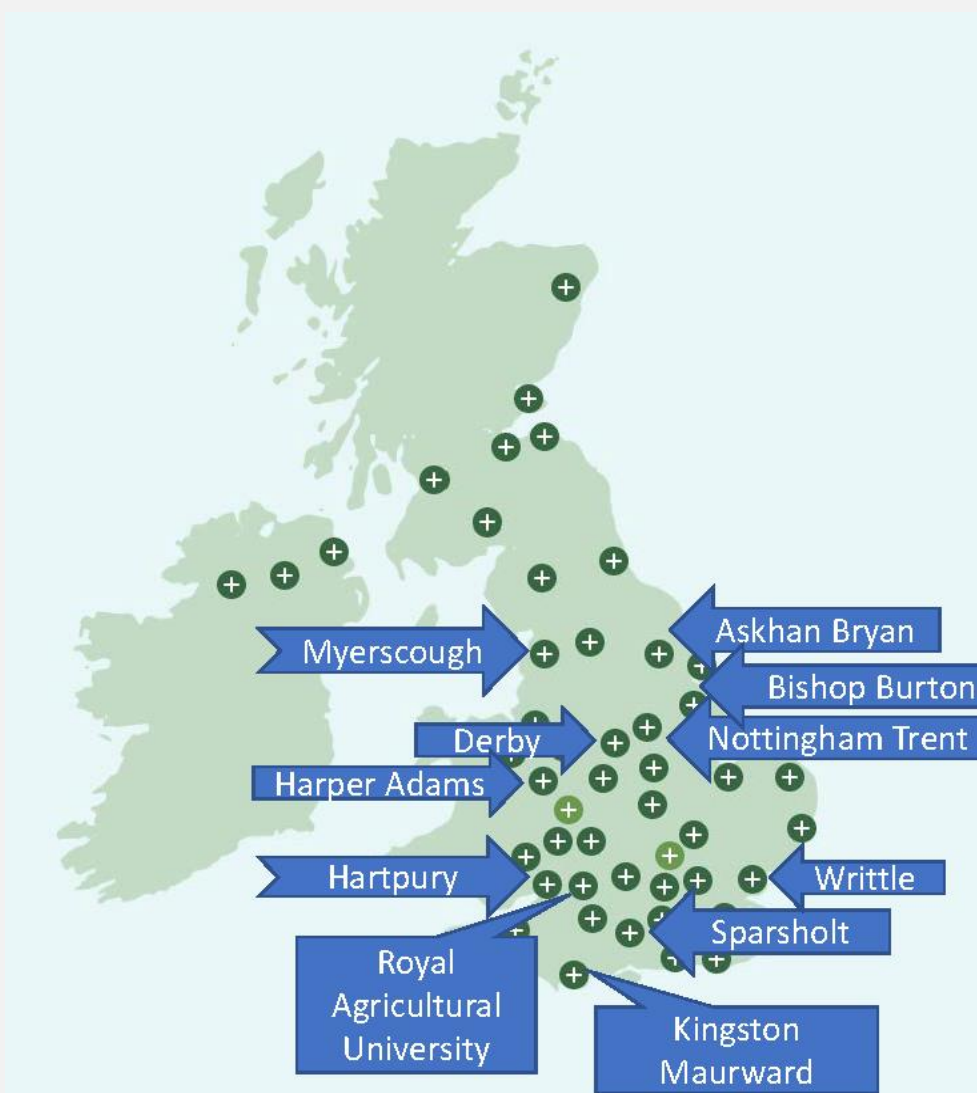 Askhan Bryan
Myerscough
Bishop Burton
Derby
Nottingham Trent
Harper Adams
Hartpury
Writtle
Sparsholt
Royal
Agricultural
University
Kingston
Maurward